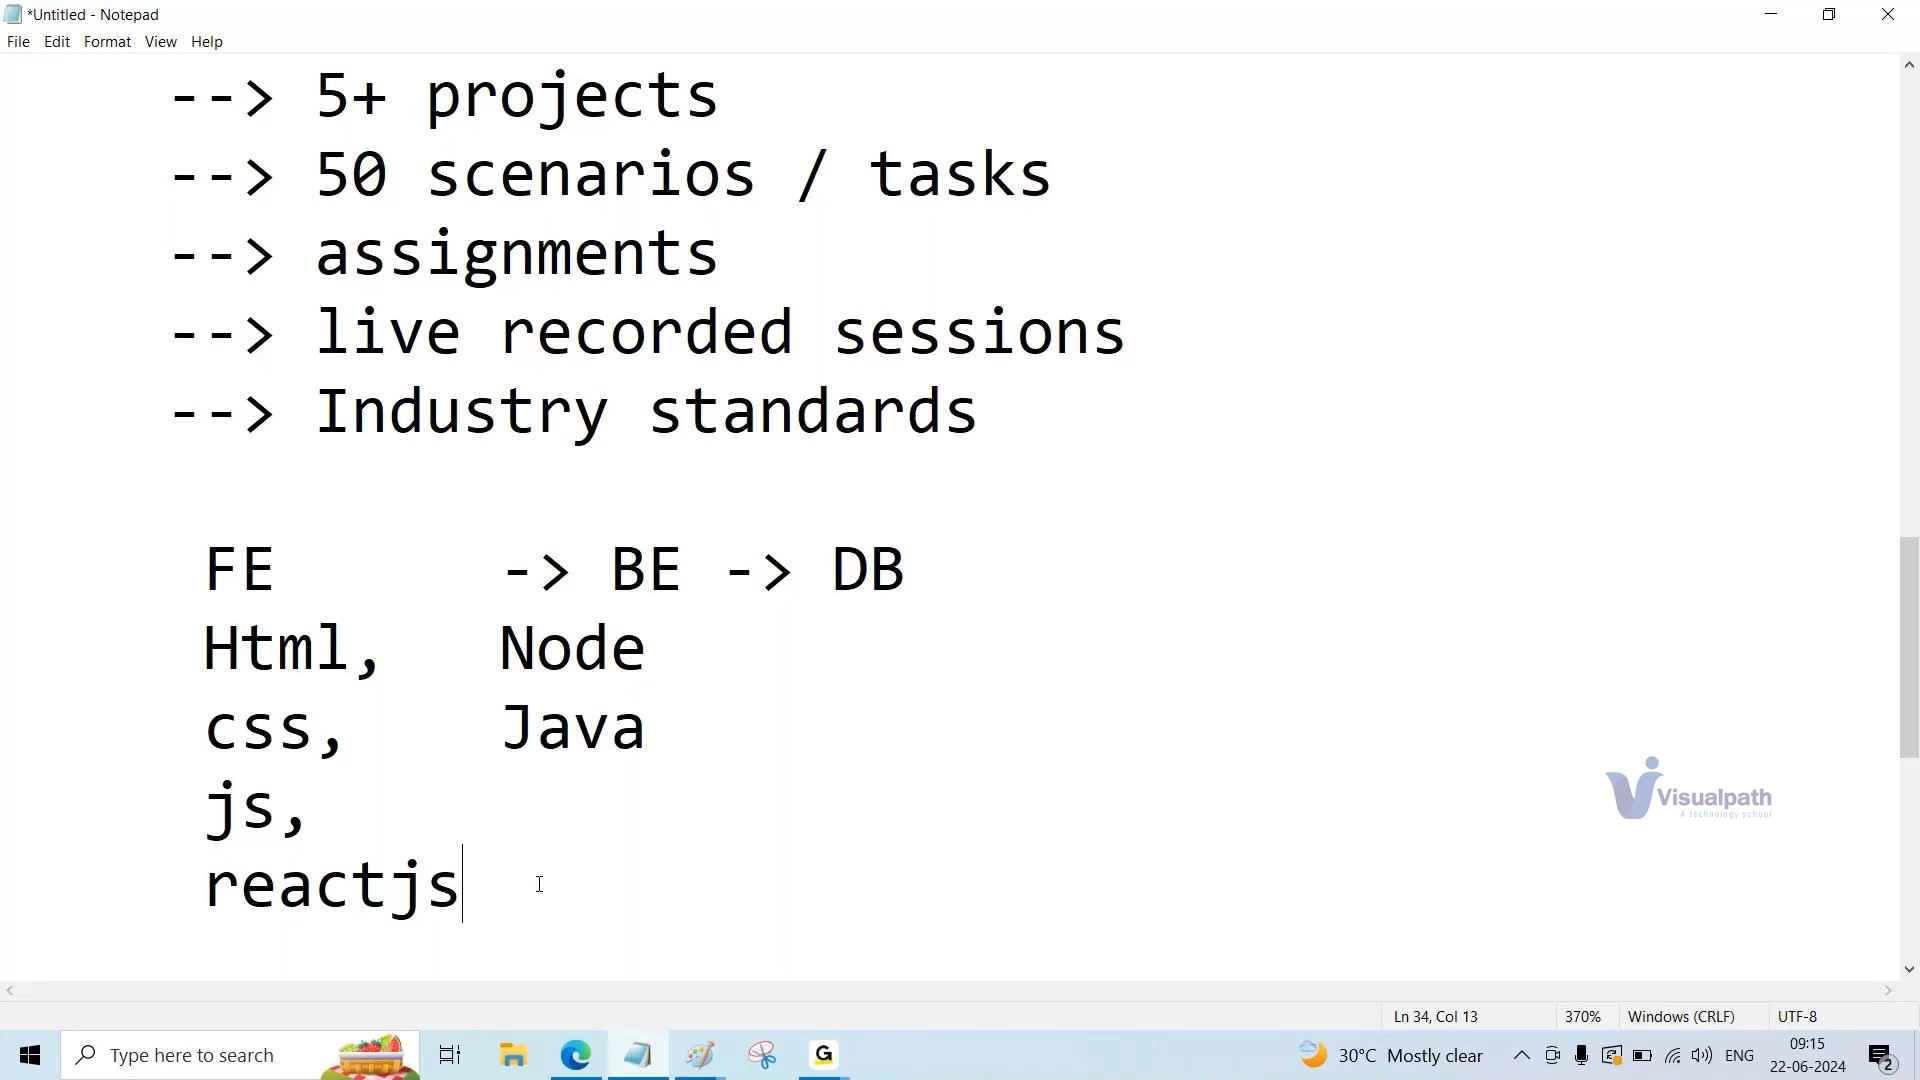 *Untitled - Notepad
File Edit Format View Help
--> 5+ projects
--> 50 scenarios / tasks
--> assignments
--> live recorded sessions
--> Industry standards
FE -> BE -> DB
Html, Node
css, Java
js,
reactjs
Visualpath
A technology school
Ln 34, Col 13 370% Windows (CRLF) UTF-8
Type here to search
G
30°C Mostly clear
ENG
09:15
22-06-2024
2